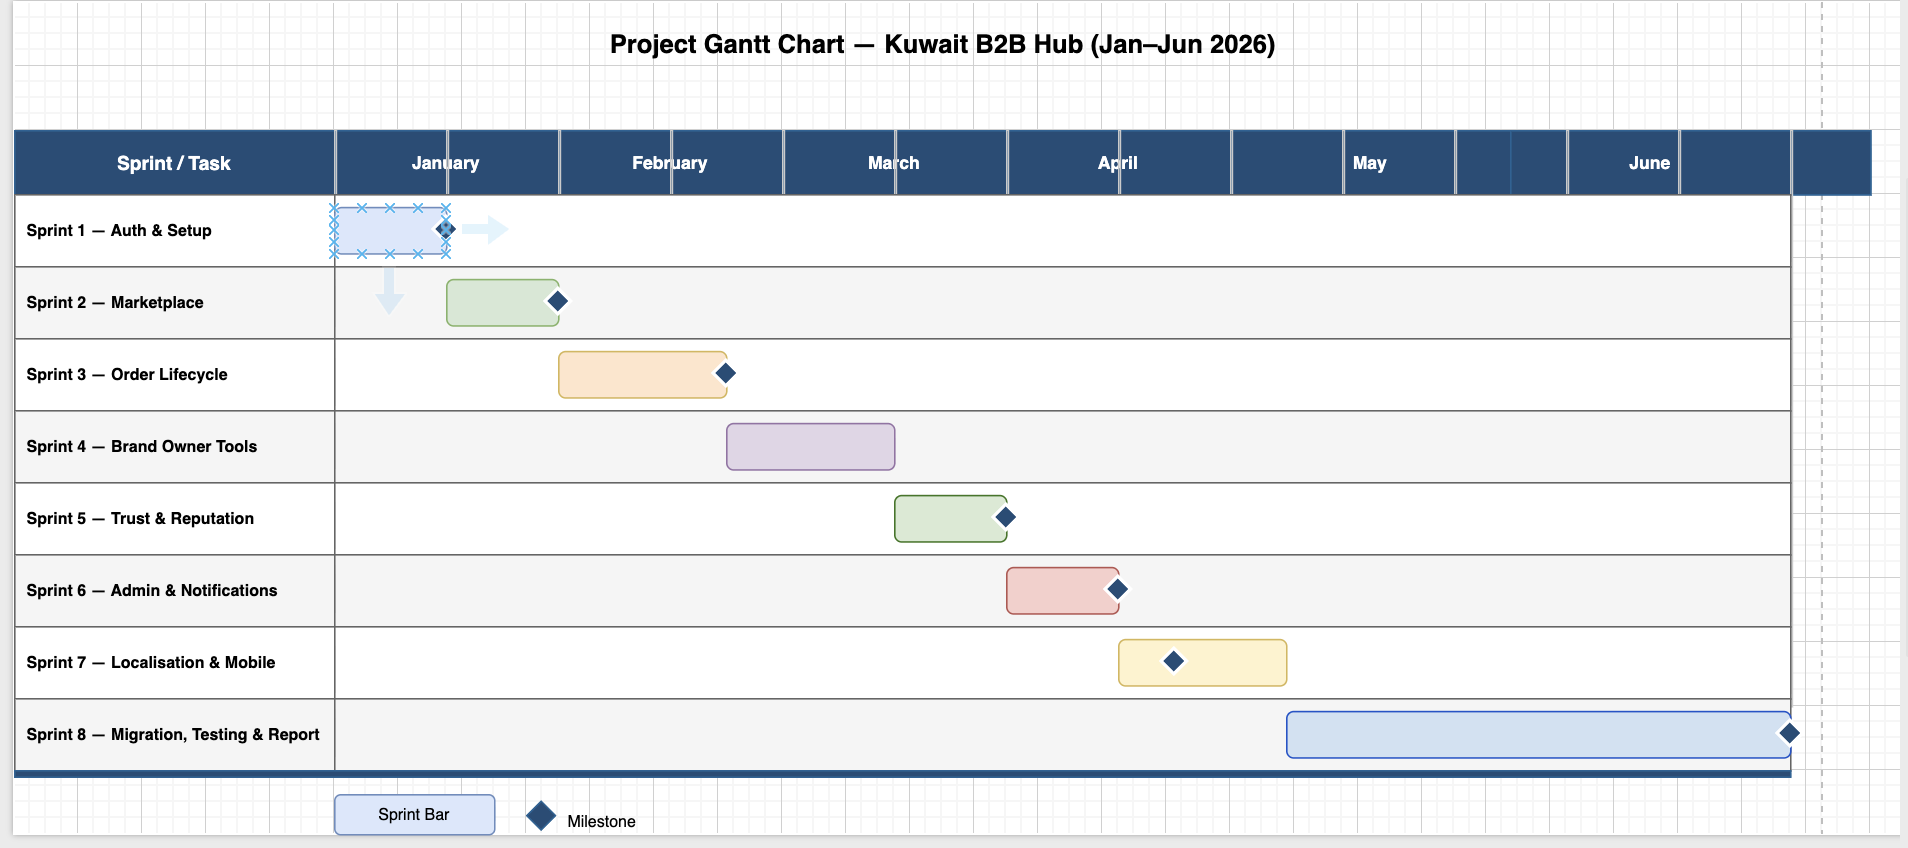 Project Gantt Chart — Kuwait B2B Hub (Jan–Jun 2026)
Sprint / Task
January
February
March
April
May
June
Sprint 1 — Auth & Setup
Sprint 2 — Marketplace
Sprint 3 — Order Lifecycle
Sprint 4 — Brand Owner Tools
Sprint 5 — Trust & Reputation
Sprint 6 — Admin & Notifications
Sprint 7 — Localisation & Mobile
Sprint 8 — Migration, Testing & Report
Sprint Bar
Milestone